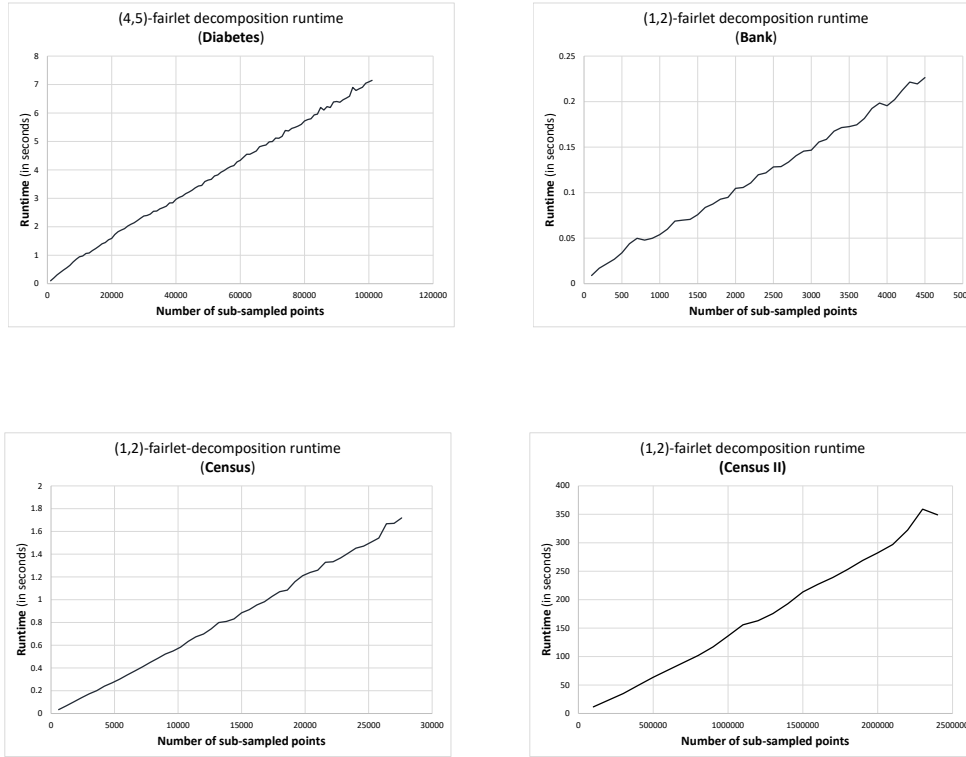 (4,5)-fairlet decomposition runtime
(Diabetes)
8
7
6
5
4
3
2
1
0
Runtime (in seconds)
0 20000 40000 60000 80000 100000 120000
Number of sub-sampled points
(1,2)-fairlet decomposition runtime
(Bank)
0.25
0.2
0.15
0.1
0.05
0
Runtime (in seconds)
0 500 1000 1500 2000 2500 3000 3500 4000 4500 500
Number of sub-sampled points
(1,2)-fairlet-decomposition runtime
(Census)
2
1.8
1.6
1.4
1.2
1
0.8
0.6
0.4
0.2
0
Runtime (in seconds)
0 5000 10000 15000 20000 25000 30000
Number of sub-sampled points
(1,2)-fairlet decomposition runtime
(Census II)
400
350
300
250
200
150
100
50
0
Runtime (in seconds)
0 500000 1000000 1500000 2000000 2500000
Number of sub-sampled points